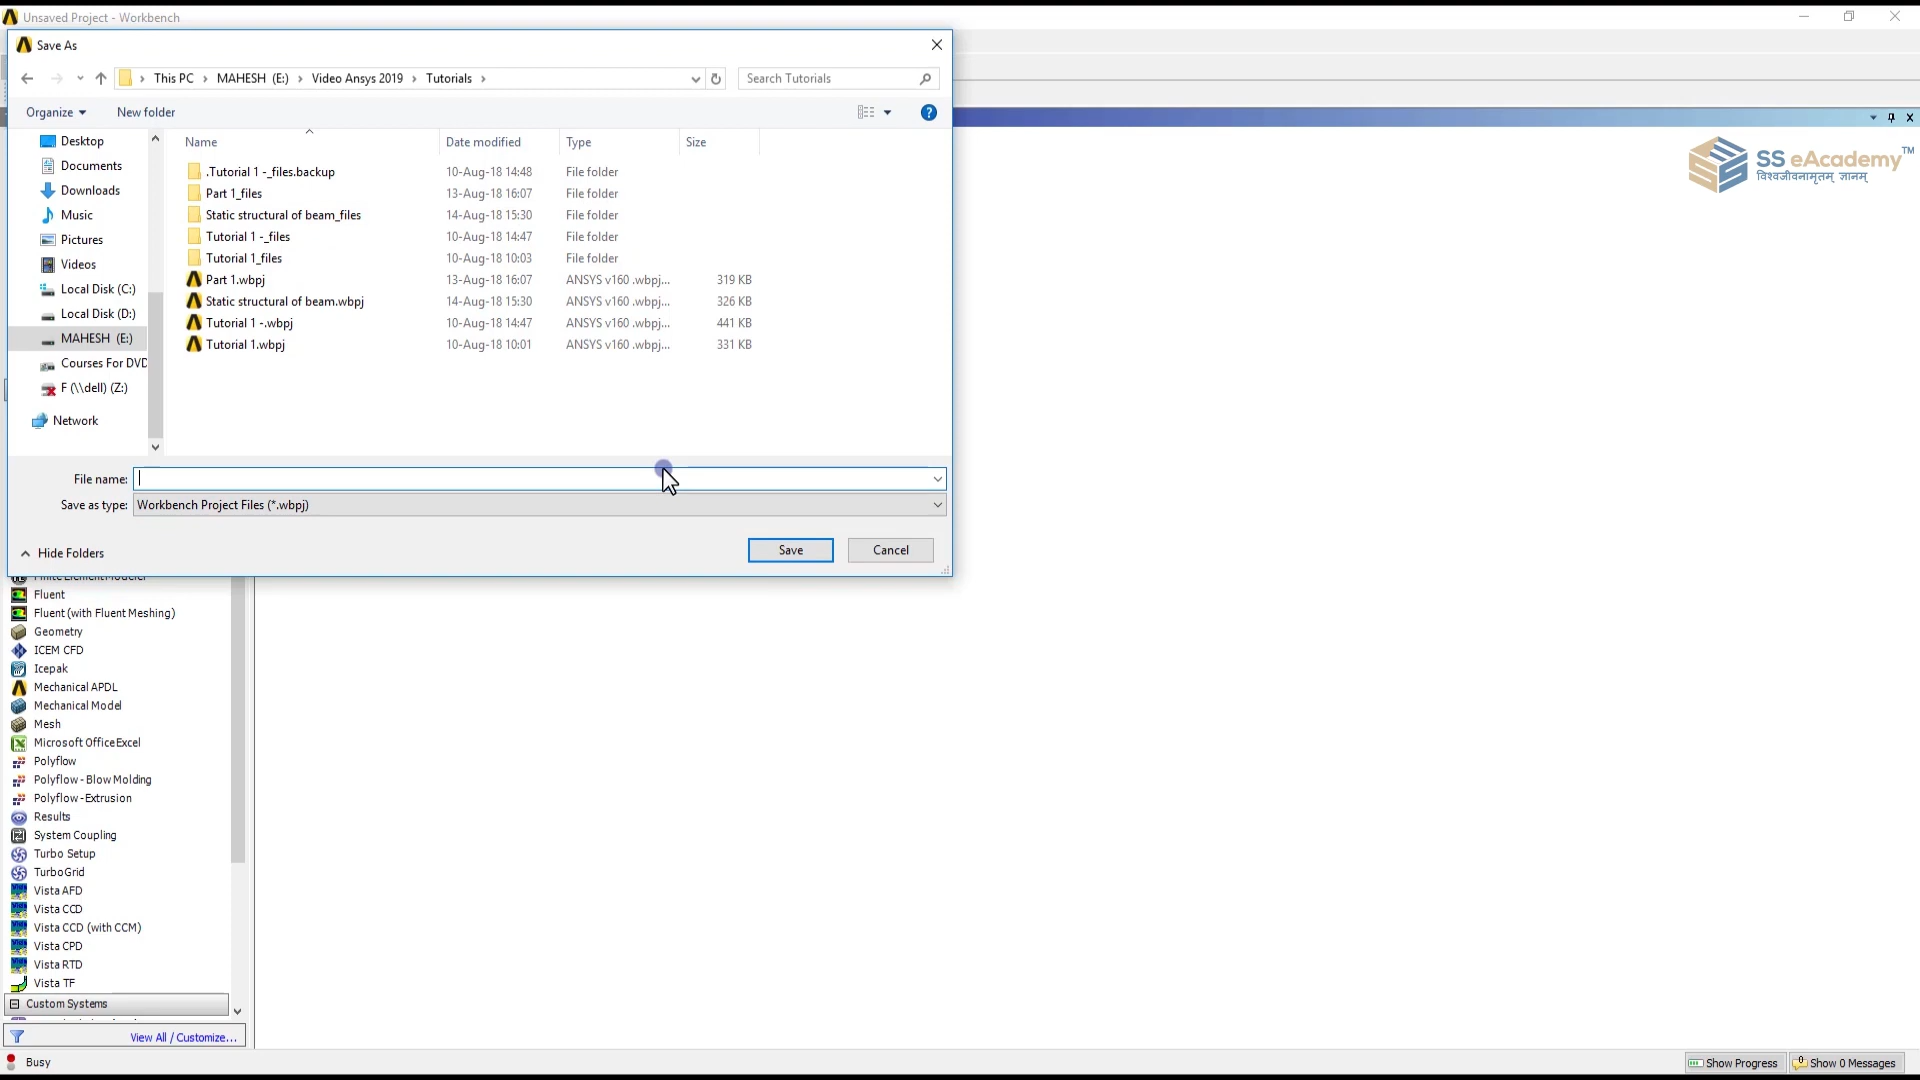 Unsaved Project - Workbench
Save As
This PC > MAHESH (E:) > Video Ansys 2019 > Tutorials >
Search Tutorials
Organize
New folder
Desktop
Documents
Downloads
Music
Pictures
Videos
Local Disk (C:)
Local Disk (D:)
MAHESH (E:)
Courses For DVD
F (\\dell) (Z:)
Network
Name Date modified Type Size
.Tutorial 1 -_files.backup 10-Aug-18 14:48 File folder
Part 1_files 13-Aug-18 16:07 File folder
Static structural of beam_files 14-Aug-18 15:30 File folder
Tutorial 1 -_files 10-Aug-18 14:47 File folder
Tutorial 1_files 10-Aug-18 10:03 File folder
Part 1.wbpj 13-Aug-18 16:07 ANSYS v160 .wbpj... 319 KB
Static structural of beam.wbpj 14-Aug-18 15:30 ANSYS v160 .wbpj... 326 KB
Tutorial 1 -.wbpj 10-Aug-18 14:47 ANSYS v160 .wbpj... 441 KB
Tutorial 1.wbpj 10-Aug-18 10:01 ANSYS v160 .wbpj... 331 KB
File name:
Save as type: Workbench Project Files (*.wbpj)
Hide Folders
Save
Cancel
SS eAcademy™
विश्वजीवनामृतम् ज्ञानम्
Finite Element Modeler
Fluent
Fluent (with Fluent Meshing)
Geometry
ICEM CFD
Icepak
Mechanical APDL
Mechanical Model
Mesh
Microsoft Office Excel
Polyflow
Polyflow - Blow Molding
Polyflow - Extrusion
Results
System Coupling
Turbo Setup
TurboGrid
Vista AFD
Vista CCD
Vista CCD (with CCM)
Vista CPD
Vista RTD
Vista TF
Custom Systems
View All / Customize...
Busy
Show Progress
Show 0 Messages